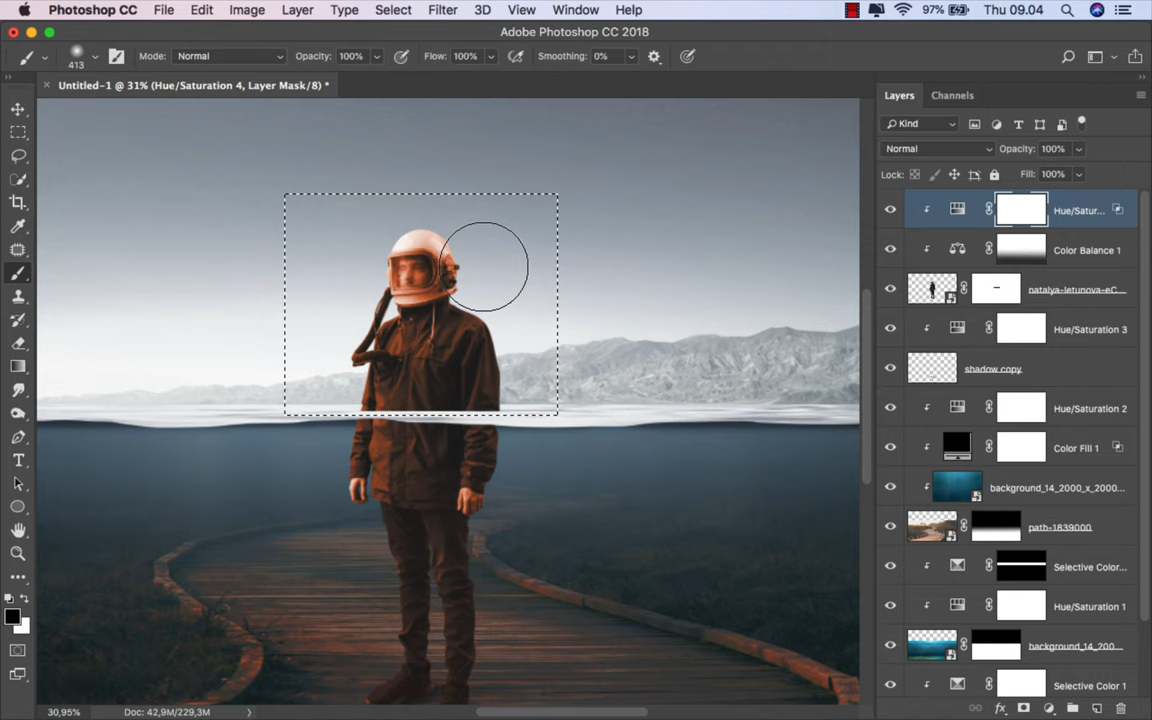 Photoshop CC File Edit Image Layer Type Select Filter 3D View Window Help 97% Thu 09.04
Adobe Photoshop CC 2018
413 Mode: Normal Opacity: 100% Flow: 100% Smoothing: 0%
Untitled-1 @ 31% (Hue/Saturation 4, Layer Mask/8) *
Layers Channels
Kind
Normal Opacity: 100%
Lock: Fill: 100%
Hue/Satur...
Color Balance 1
natalya-letunova-eC...
Hue/Saturation 3
shadow copy
Hue/Saturation 2
Color Fill 1
background_14_2000_x_2000...
path-1839000
Selective Color...
Hue/Saturation 1
background_14_200...
Selective Color 1
30,95% Doc: 42,9M/229,3M